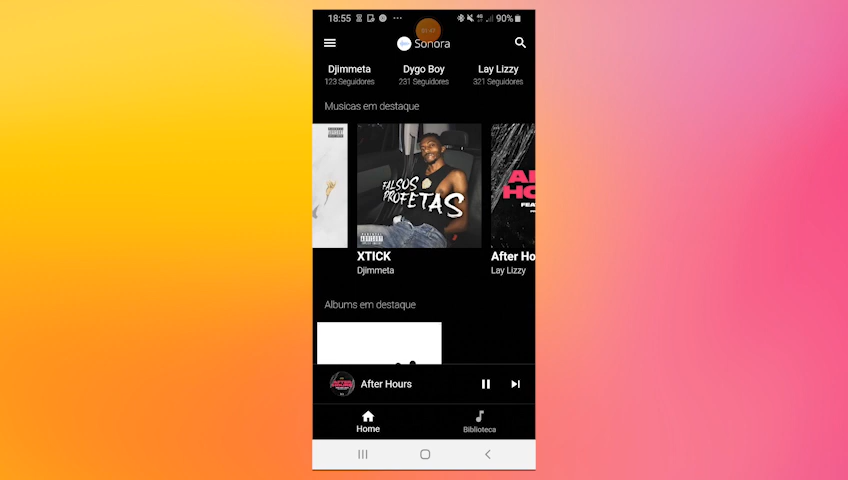 18:55
90%
Sonora
Djimmeta Dygo Boy Lay Lizzy
123 Seguidores 231 Seguidores 321 Seguidores
Musicas em destaque
FALSOS
PROFETAS
XTICK
Djimmeta
After Ho
Lay Lizzy
Albums em destaque
After Hours
Home
Biblioteca